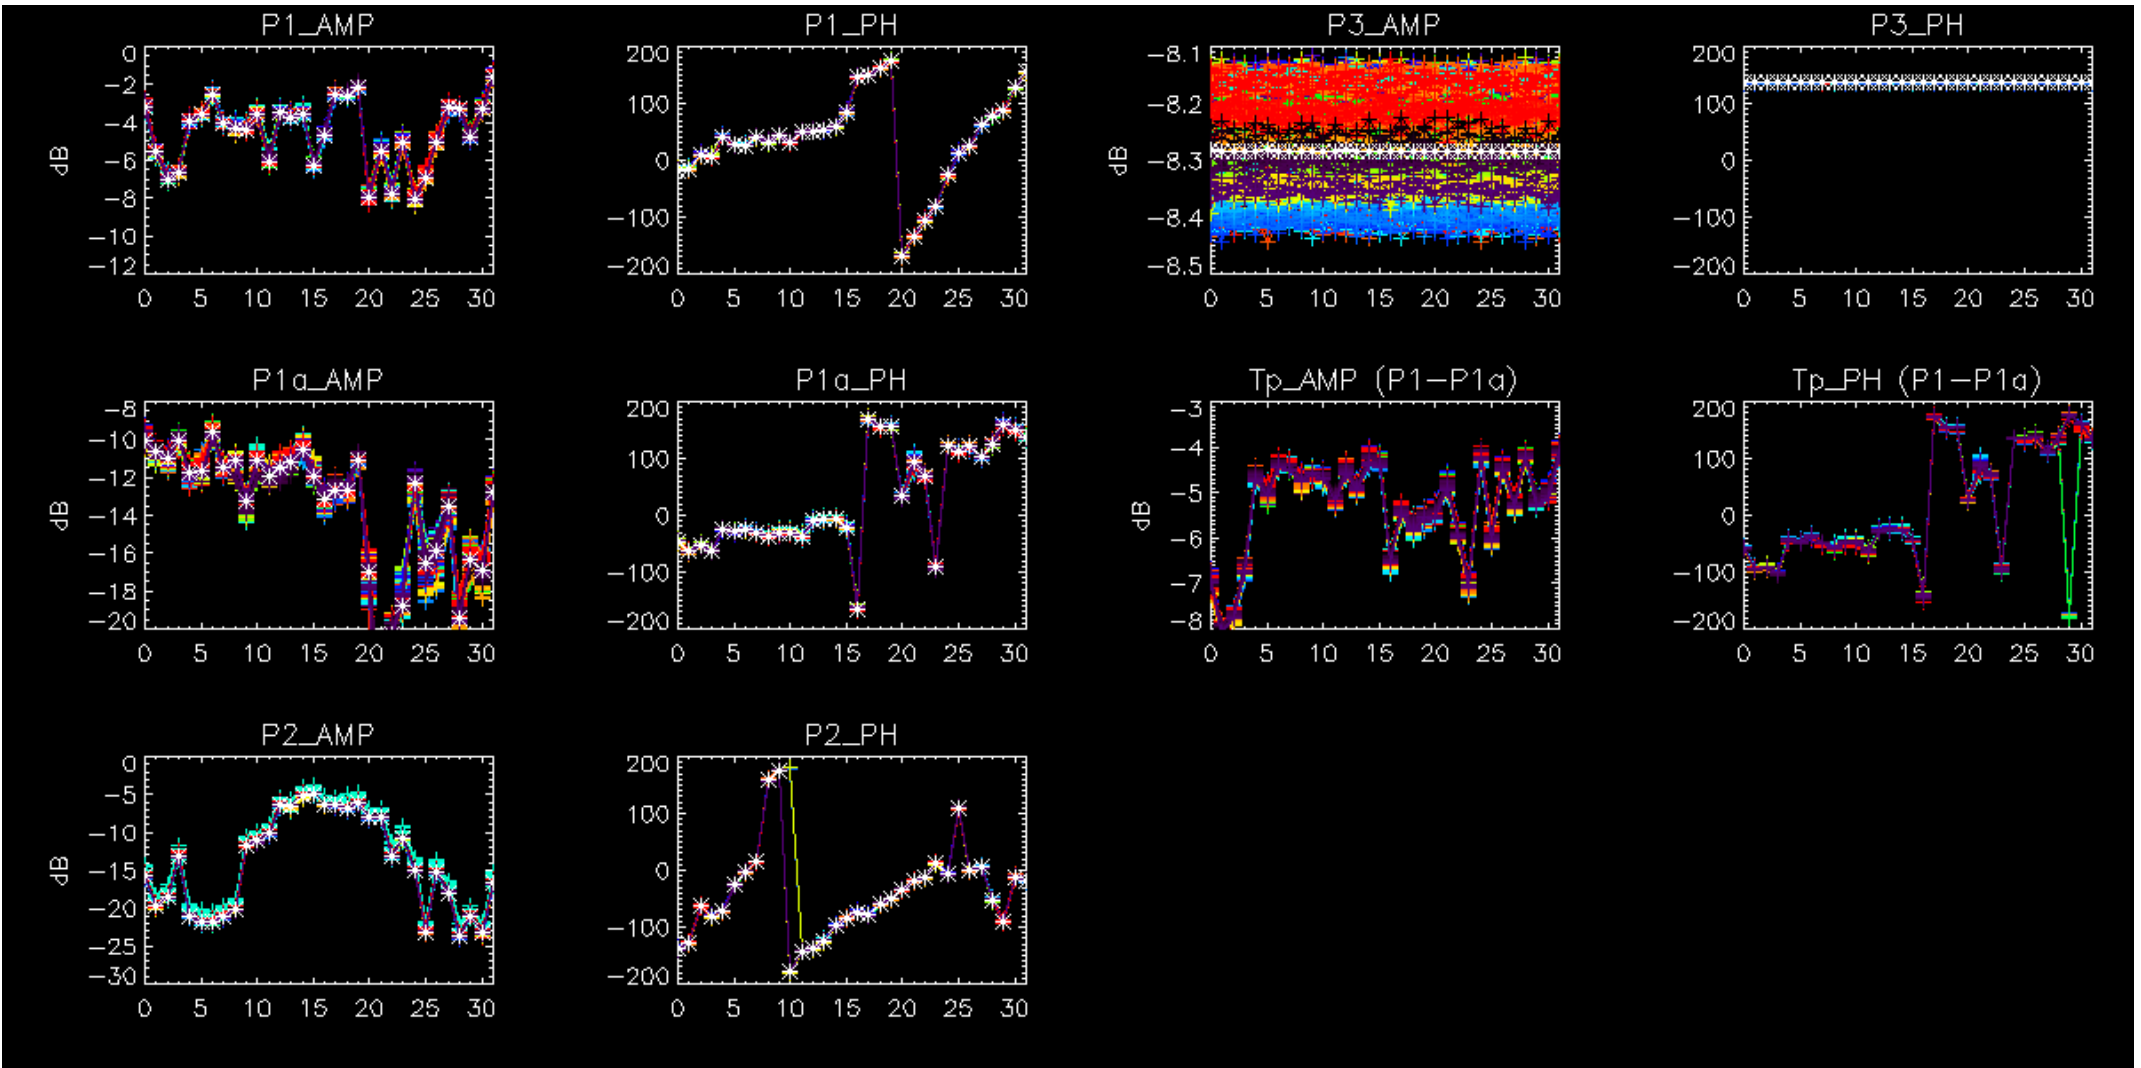 P1_AMP P1_PH P3_AMP P3_PH
0 200 −8.1 200
−2
100 −8.2 100
−4
dB −6 0 dB −8.3 0
−8
−100 −8.4 −100
−10
−12 −200 −8.5 −200
0 5 10 15 20 25 30 0 5 10 15 20 25 30 0 5 10 15 20 25 30 0 5 10 15 20 25 30
P1a_AMP P1a_PH Tp_AMP (P1−P1a) Tp_PH (P1−P1a)
−8 200 −3 200
−10
−12 100 −4 100
dB −14 0 dB −5 0
−16 −6
−18 −100 −7 −100
−20 −200 −8 −200
0 5 10 15 20 25 30 0 5 10 15 20 25 30 0 5 10 15 20 25 30 0 5 10 15 20 25 30
P2_AMP P2_PH
0 200
−5
−10 100
dB −15 0
−20
−25 −100
−30 −200
0 5 10 15 20 25 30 0 5 10 15 20 25 30